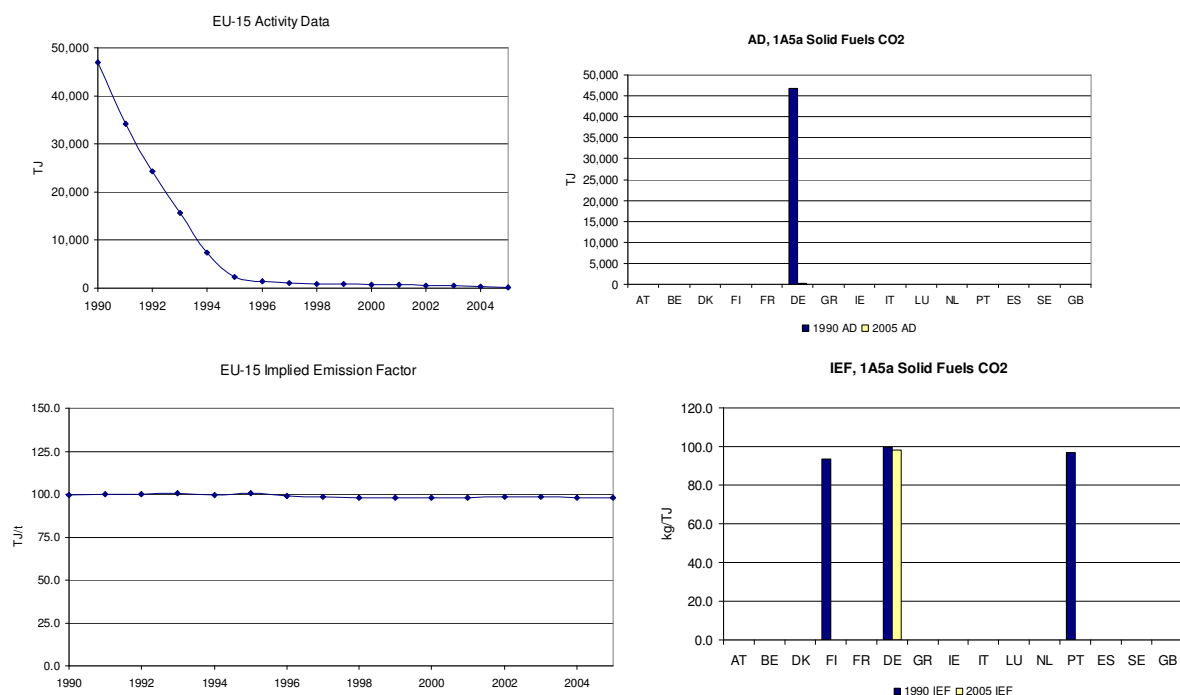 EU-15 Activity Data
50,000
40,000
30,000
20,000
10,000
0
TJ
1990 1992 1994 1996 1998 2000 2002 2004
AD, 1A5a Solid Fuels CO2
50,000
45,000
40,000
35,000
30,000
25,000
20,000
15,000
10,000
5,000
0
TJ
AT BE DK FI FR DE GR IE IT LU NL PT ES SE GB
1990 AD 2005 AD
EU-15 Implied Emission Factor
150.0
125.0
100.0
75.0
50.0
25.0
0.0
TJ/t
1990 1992 1994 1996 1998 2000 2002 2004
IEF, 1A5a Solid Fuels CO2
120.0
100.0
80.0
60.0
40.0
20.0
0.0
kg/TJ
AT BE DK FI FR DE GR IE IT LU NL PT ES SE GB
1990 IEF 2005 IEF